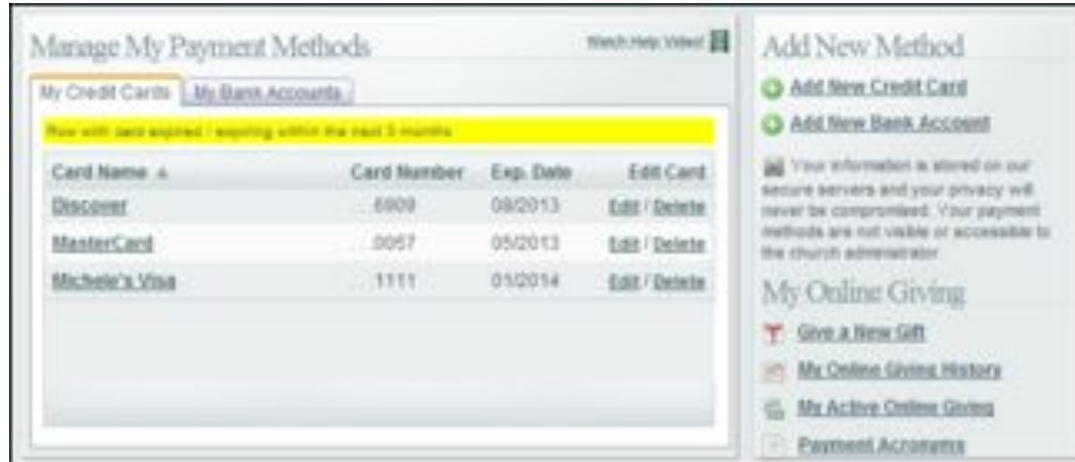 Manage My Payment Methods
Watch Help Video!
My Credit Cards
My Bank Accounts
Row with card expired / expiring within the next 3 months
Card Name Card Number Exp. Date Edit Card
Discover ...6909 08/2013 Edit / Delete
MasterCard ...0057 05/2013 Edit / Delete
Michele's Visa ...1111 01/2014 Edit / Delete
Add New Method
Add New Credit Card
Add New Bank Account
Your information is stored on our
secure servers and your privacy will
never be compromised. Your payment
methods are not visible or accessible to
the church administrator
My Online Giving
Give a New Gift
My Online Giving History
My Active Online Giving
Payment Acronyms